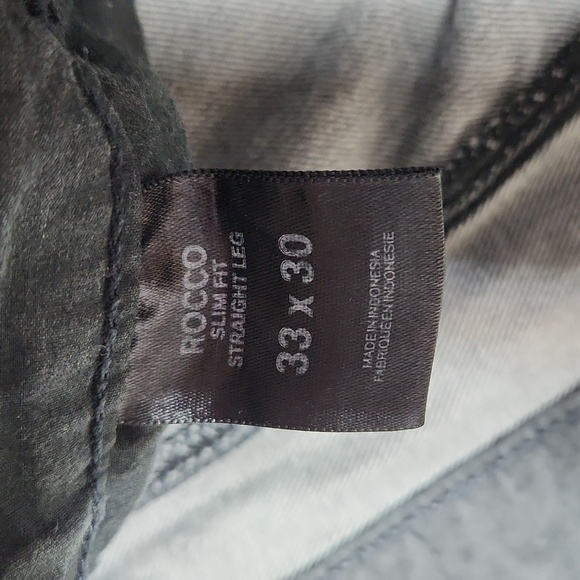 ROCCO
SLIM FIT
STRAIGHT LEG
33 x 30
MADE IN INDONESIA
FABRIQUE EN INDONESIE